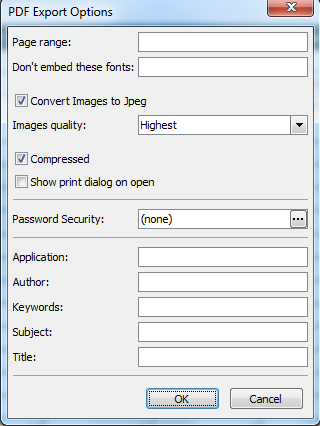 PDF Export Options
Page range:
Don't embed these fonts:
Convert Images to Jpeg
Images quality: Highest
Compressed
Show print dialog on open
Password Security: (none) ...
Application:
Author:
Keywords:
Subject:
Title:
OK Cancel